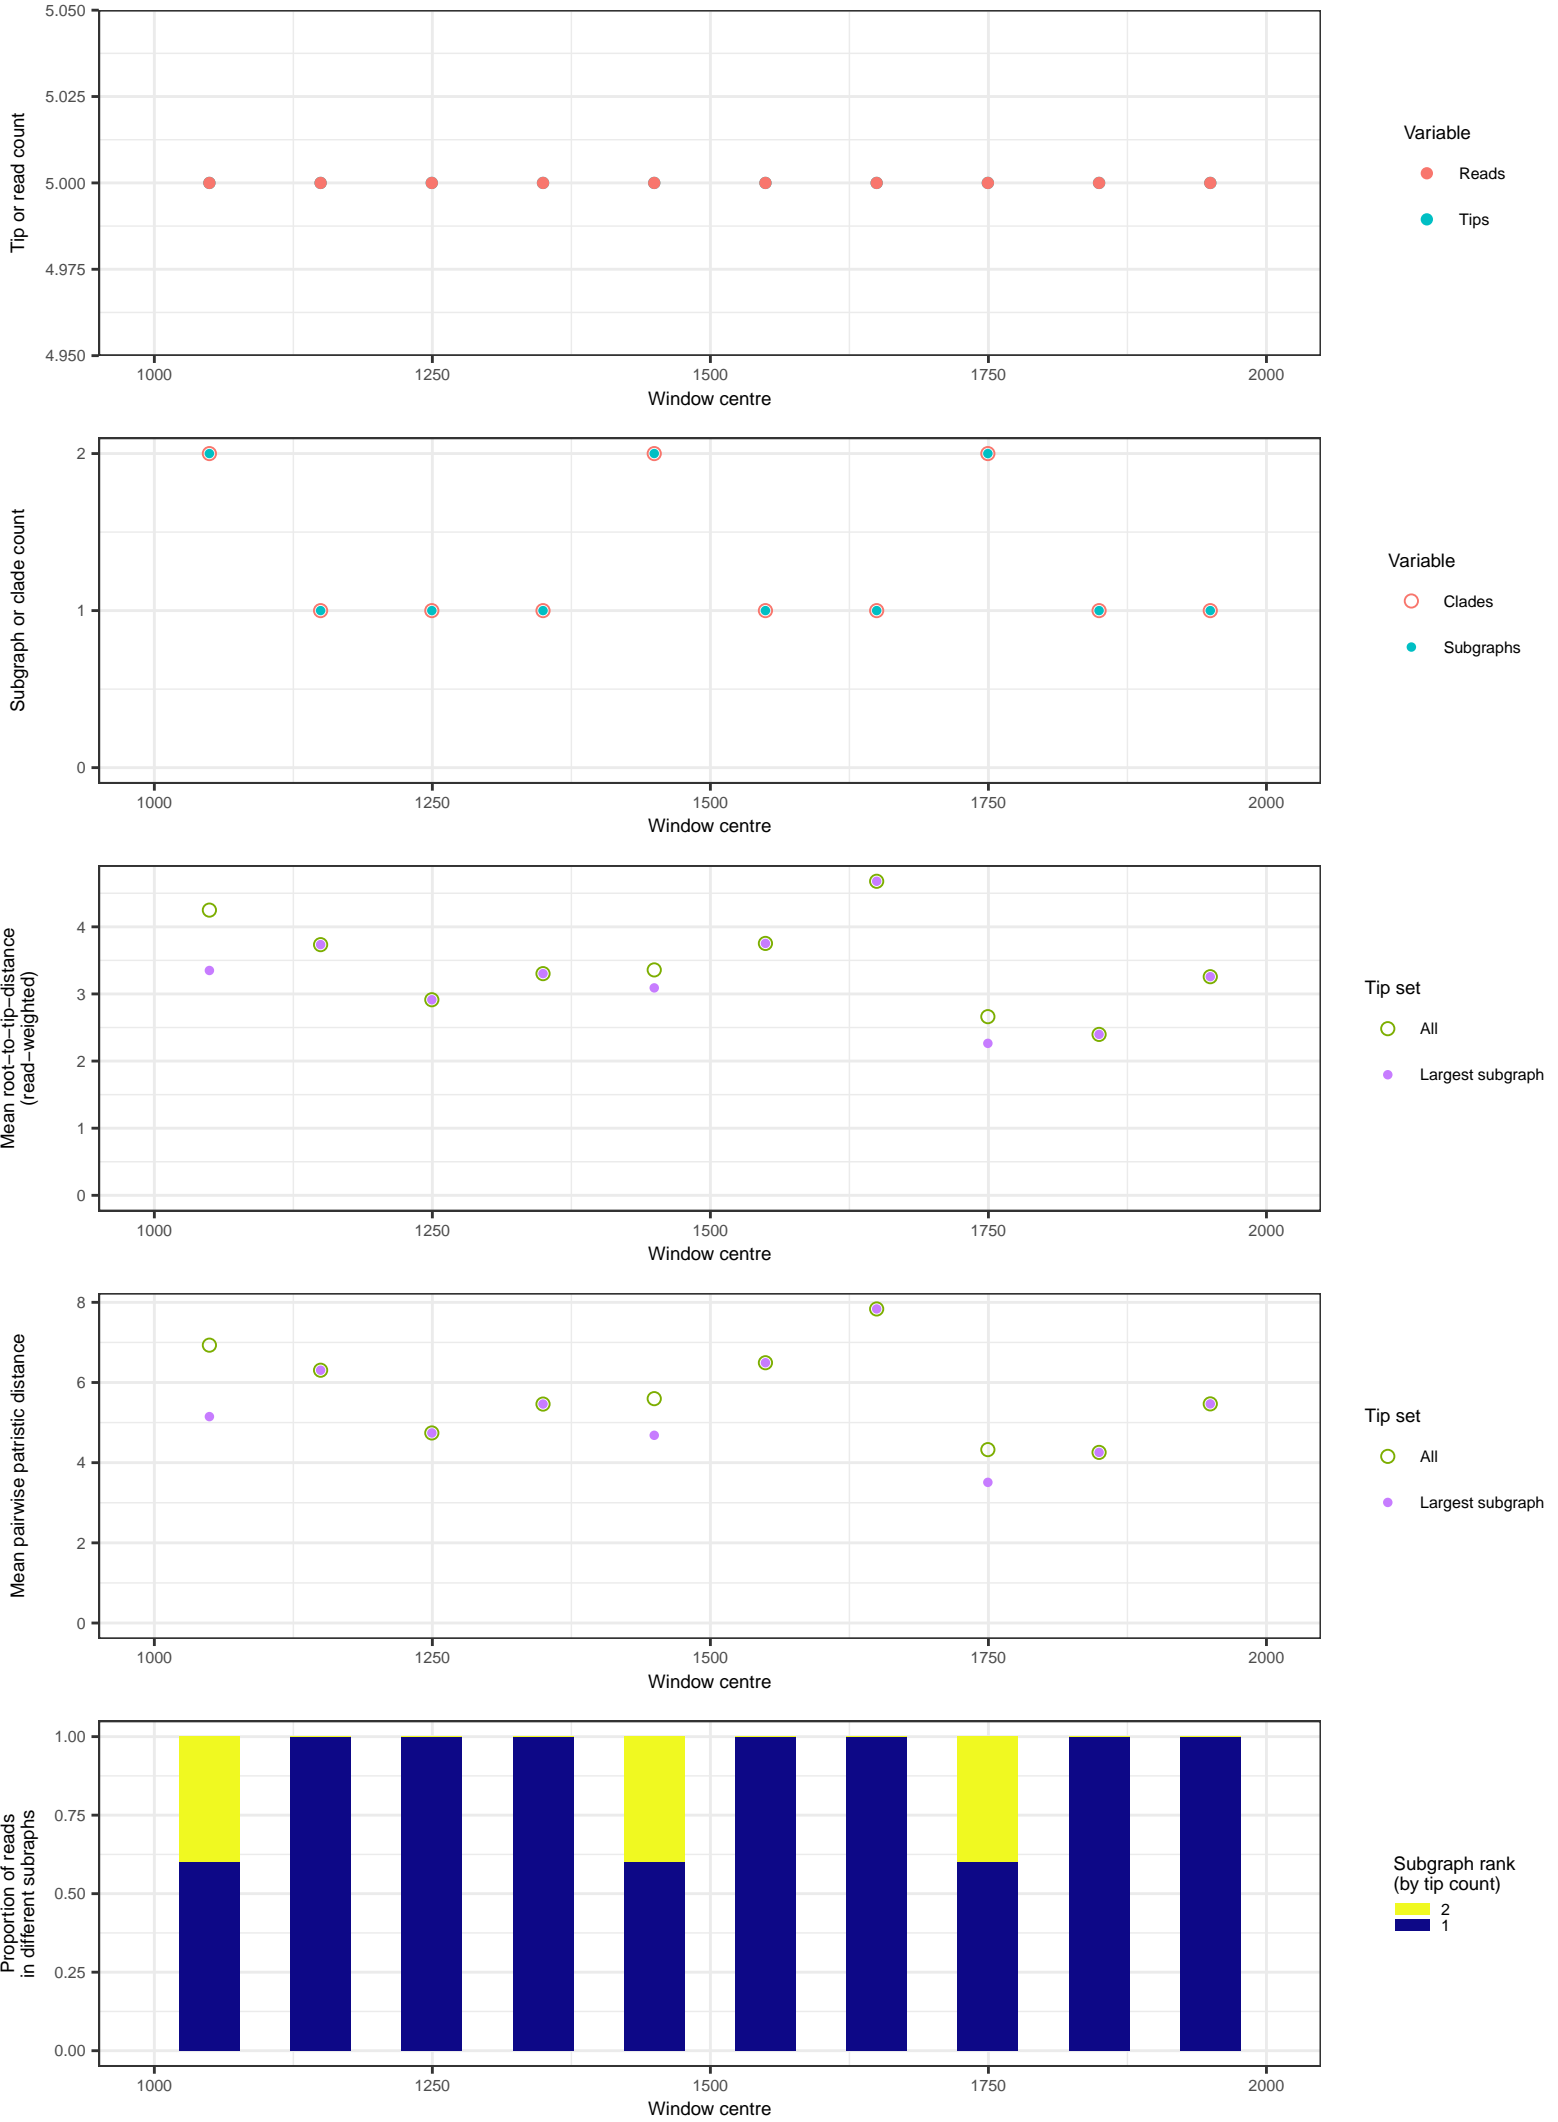 5.050
5.025
5.000
4.975
4.950
Tip or read count
1000 1250 1500 1750 2000
Window centre
Variable
Reads
Tips
2
1
0
Subgraph or clade count
1000 1250 1500 1750 2000
Window centre
Variable
Clades
Subgraphs
4
3
2
1
0
Mean root−to−tip−distance
(read−weighted)
1000 1250 1500 1750 2000
Window centre
Tip set
All
Largest subgraph
8
6
4
2
0
Mean pairwise patristic distance
1000 1250 1500 1750 2000
Window centre
Tip set
All
Largest subgraph
1.00
0.75
0.50
0.25
0.00
Proportion of reads
in different subraphs
1000 1250 1500 1750 2000
Window centre
Subgraph rank
(by tip count)
2
1